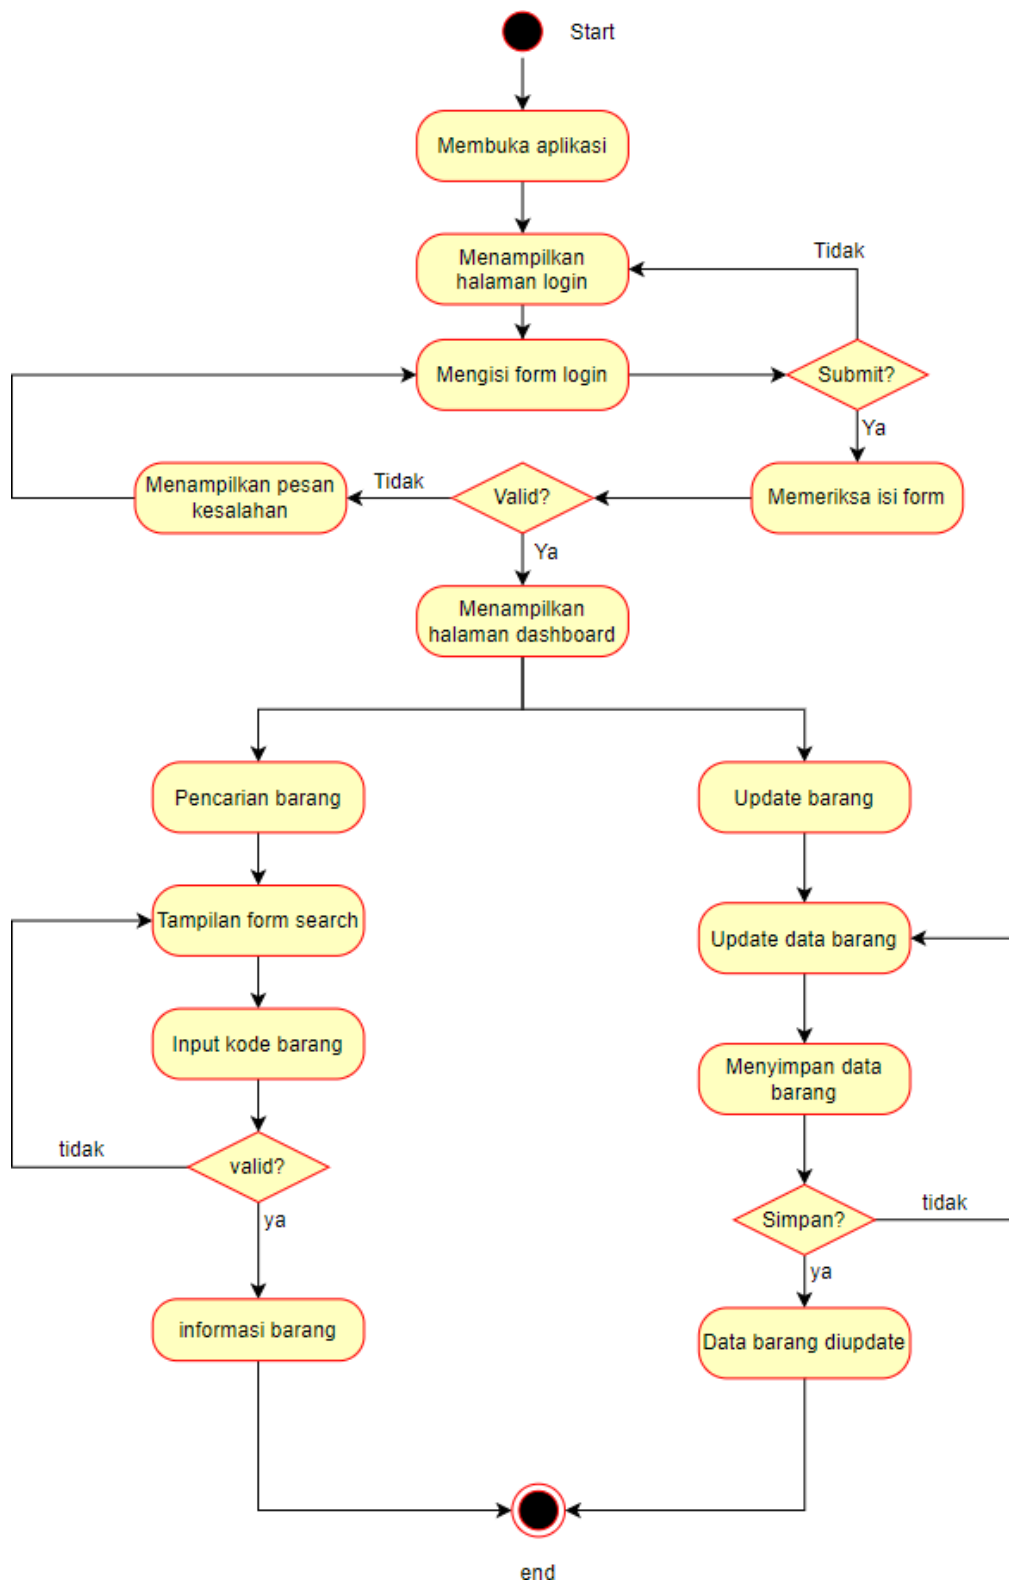 Start
Membuka aplikasi
Menampilkan
halaman login
Tidak
Mengisi form login
Submit?
Ya
Menampilkan pesan
kesalahan
Tidak
Valid?
Memeriksa isi form
Ya
Menampilkan
halaman dashboard
Pencarian barang
Update barang
Tampilan form search
Update data barang
Input kode barang
Menyimpan data
barang
tidak
valid?
ya
Simpan?
tidak
ya
informasi barang
Data barang diupdate
end